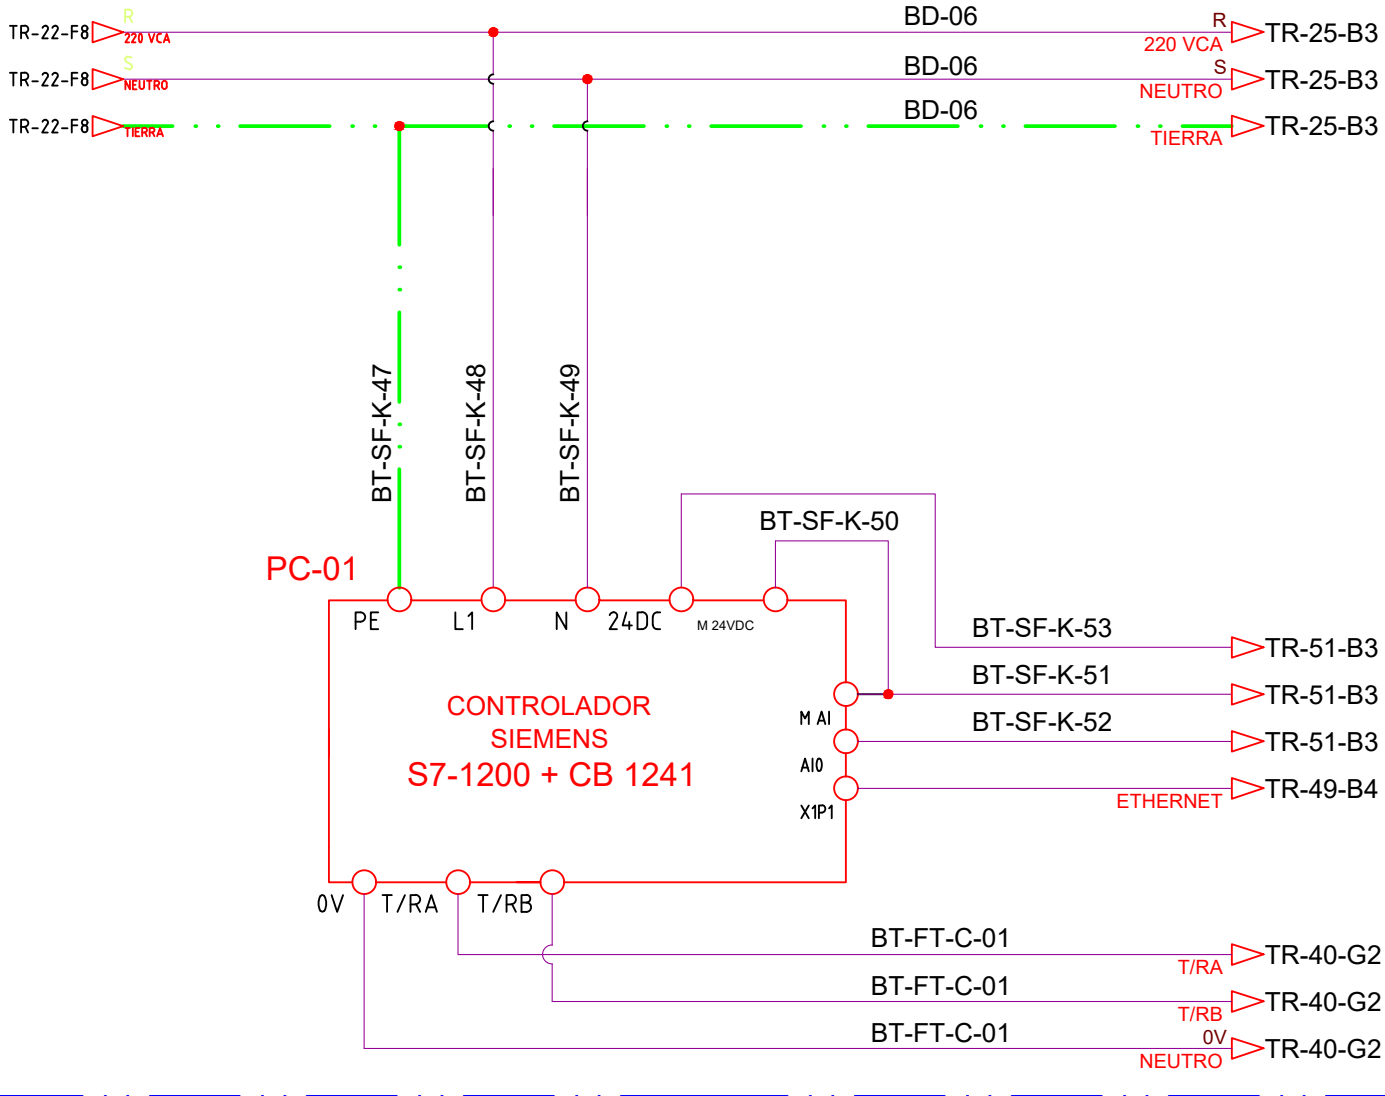 R
BD-06
R
TR-22-F8
220 VCA
220 VCA
TR-25-B3
S
BD-06
S
TR-22-F8
NEUTRO
NEUTRO
TR-25-B3
BD-06
TR-22-F8
TIERRA
TIERRA
TR-25-B3
BT-SF-K-47
BT-SF-K-48
BT-SF-K-49
BT-SF-K-50
PC-01
PE
L1
N
24DC
M 24VDC
BT-SF-K-53
TR-51-B3
BT-SF-K-51
TR-51-B3
M AI
BT-SF-K-52
TR-51-B3
AI0
ETHERNET
TR-49-B4
X1P1
CONTROLADOR
SIEMENS
S7-1200 + CB 1241
0V
T/RA
T/RB
BT-FT-C-01
T/RA
TR-40-G2
BT-FT-C-01
T/RB
TR-40-G2
BT-FT-C-01
0V
NEUTRO
TR-40-G2